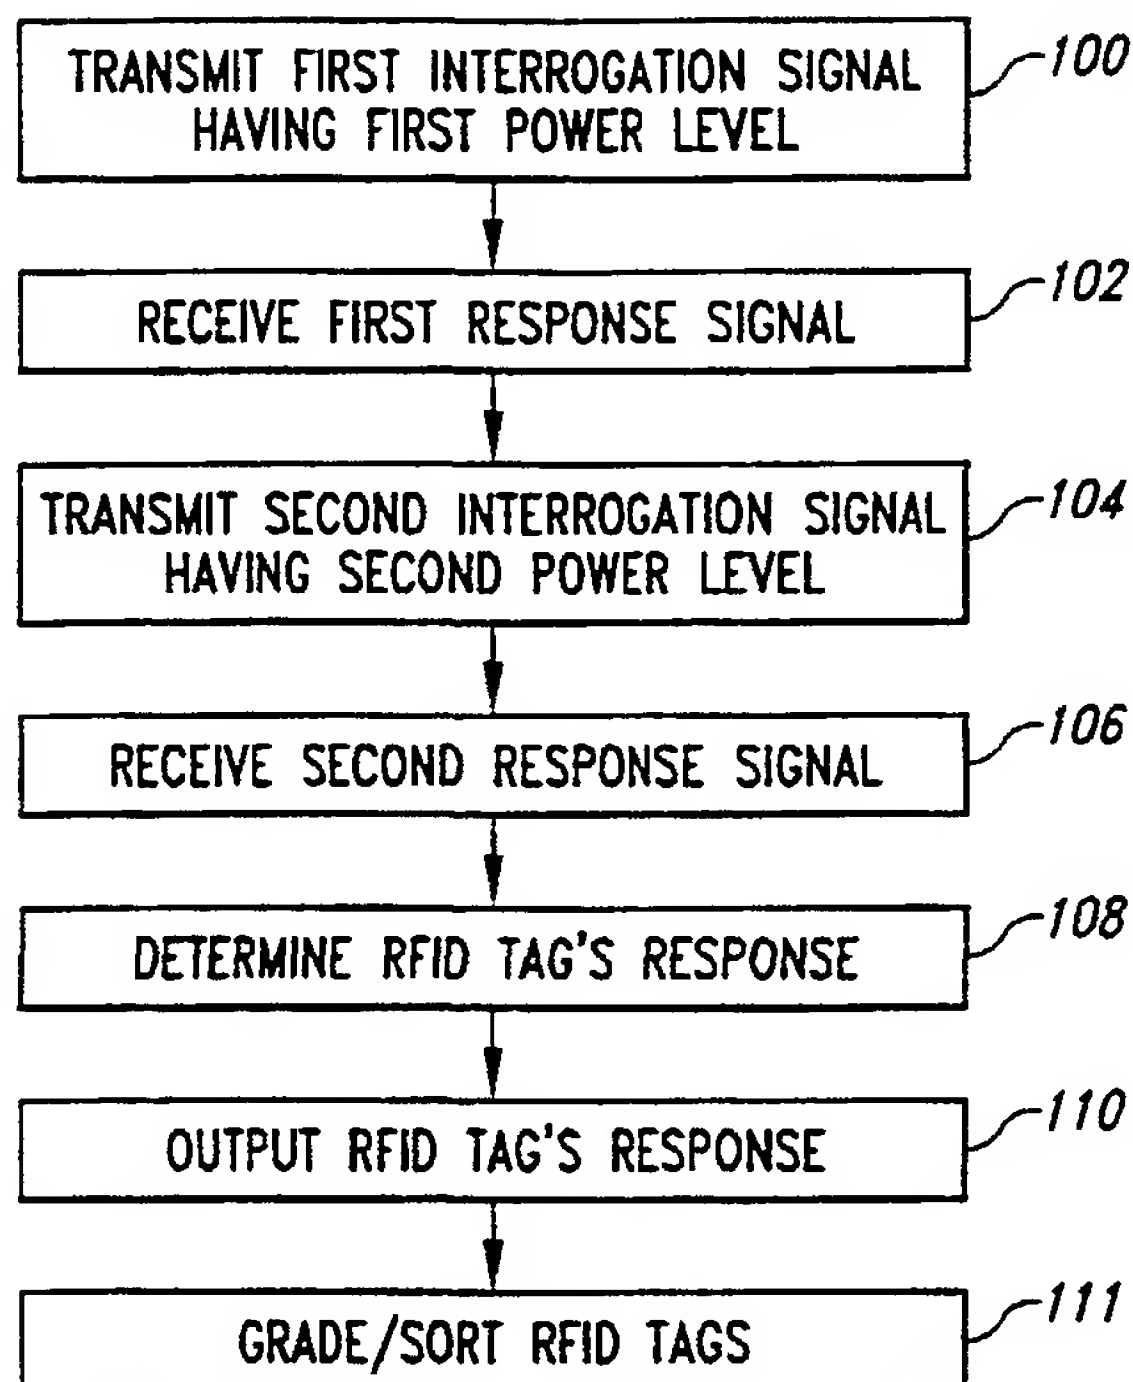 TRANSMIT FIRST INTERROGATION SIGNAL
HAVING FIRST POWER LEVEL
100
RECEIVE FIRST RESPONSE SIGNAL
102
TRANSMIT SECOND INTERROGATION SIGNAL
HAVING SECOND POWER LEVEL
104
RECEIVE SECOND RESPONSE SIGNAL
106
DETERMINE RFID TAG'S RESPONSE
108
OUTPUT RFID TAG'S RESPONSE
110
GRADE/SORT RFID TAGS
111